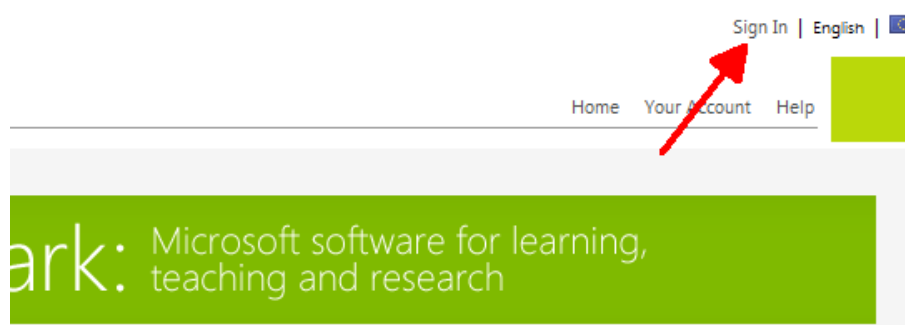 Sign In | English |
Home Your Account Help
ark: Microsoft software for learning,
teaching and research